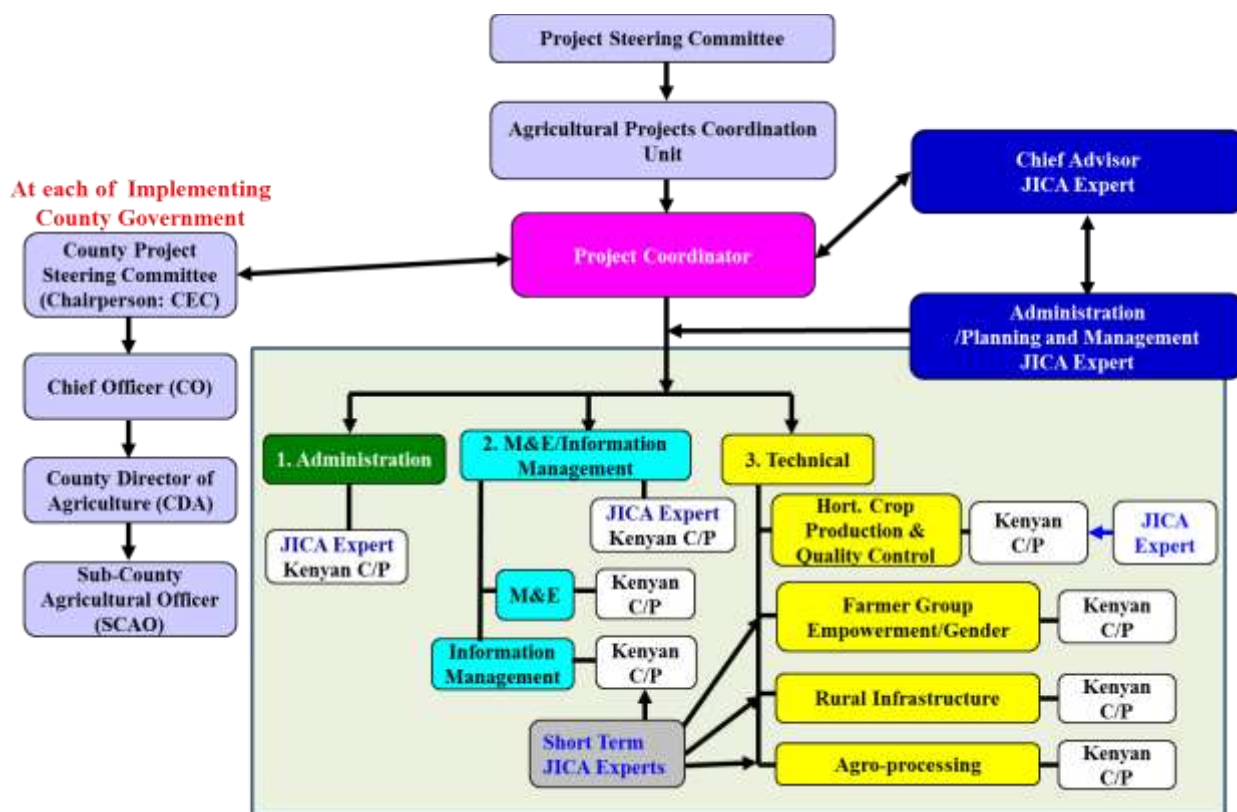 Project Steering Committee
Agricultural Projects Coordination
Unit
Chief Advisor
JICA Expert
At each of Implementing
County Government
County Project
Steering Committee
(Chairperson: CEC)
Project Coordinator
Administration
/Planning and Management
JICA Expert
Chief Officer (CO)
County Director of
Agriculture (CDA)
Sub-County
Agricultural Officer
(SCAO)
1. Administration
JICA Expert
Kenyan C/P
2. M&E/Information
Management
JICA Expert
Kenyan C/P
M&E
Kenyan
C/P
Information
Management
Kenyan
C/P
Short Term
JICA Experts
3. Technical
Hort. Crop
Production &
Quality Control
Kenyan
C/P
JICA
Expert
Farmer Group
Empowerment/Gender
Kenyan
C/P
Rural Infrastructure
Kenyan
C/P
Agro-processing
Kenyan
C/P